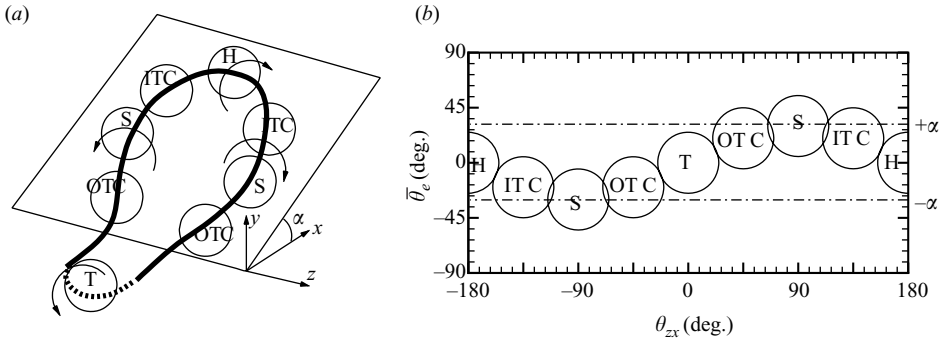 (a)
H
ITC
S
ITC
OTC
S
OTC
T
y
α
x
z
(b)
90
45
0
−45
−90
θ̅e (deg.)
+α
−α
H
IT C
S
OT C
T
OT C
S
IT C
H
−180
−90
0
90
180
θzx (deg.)